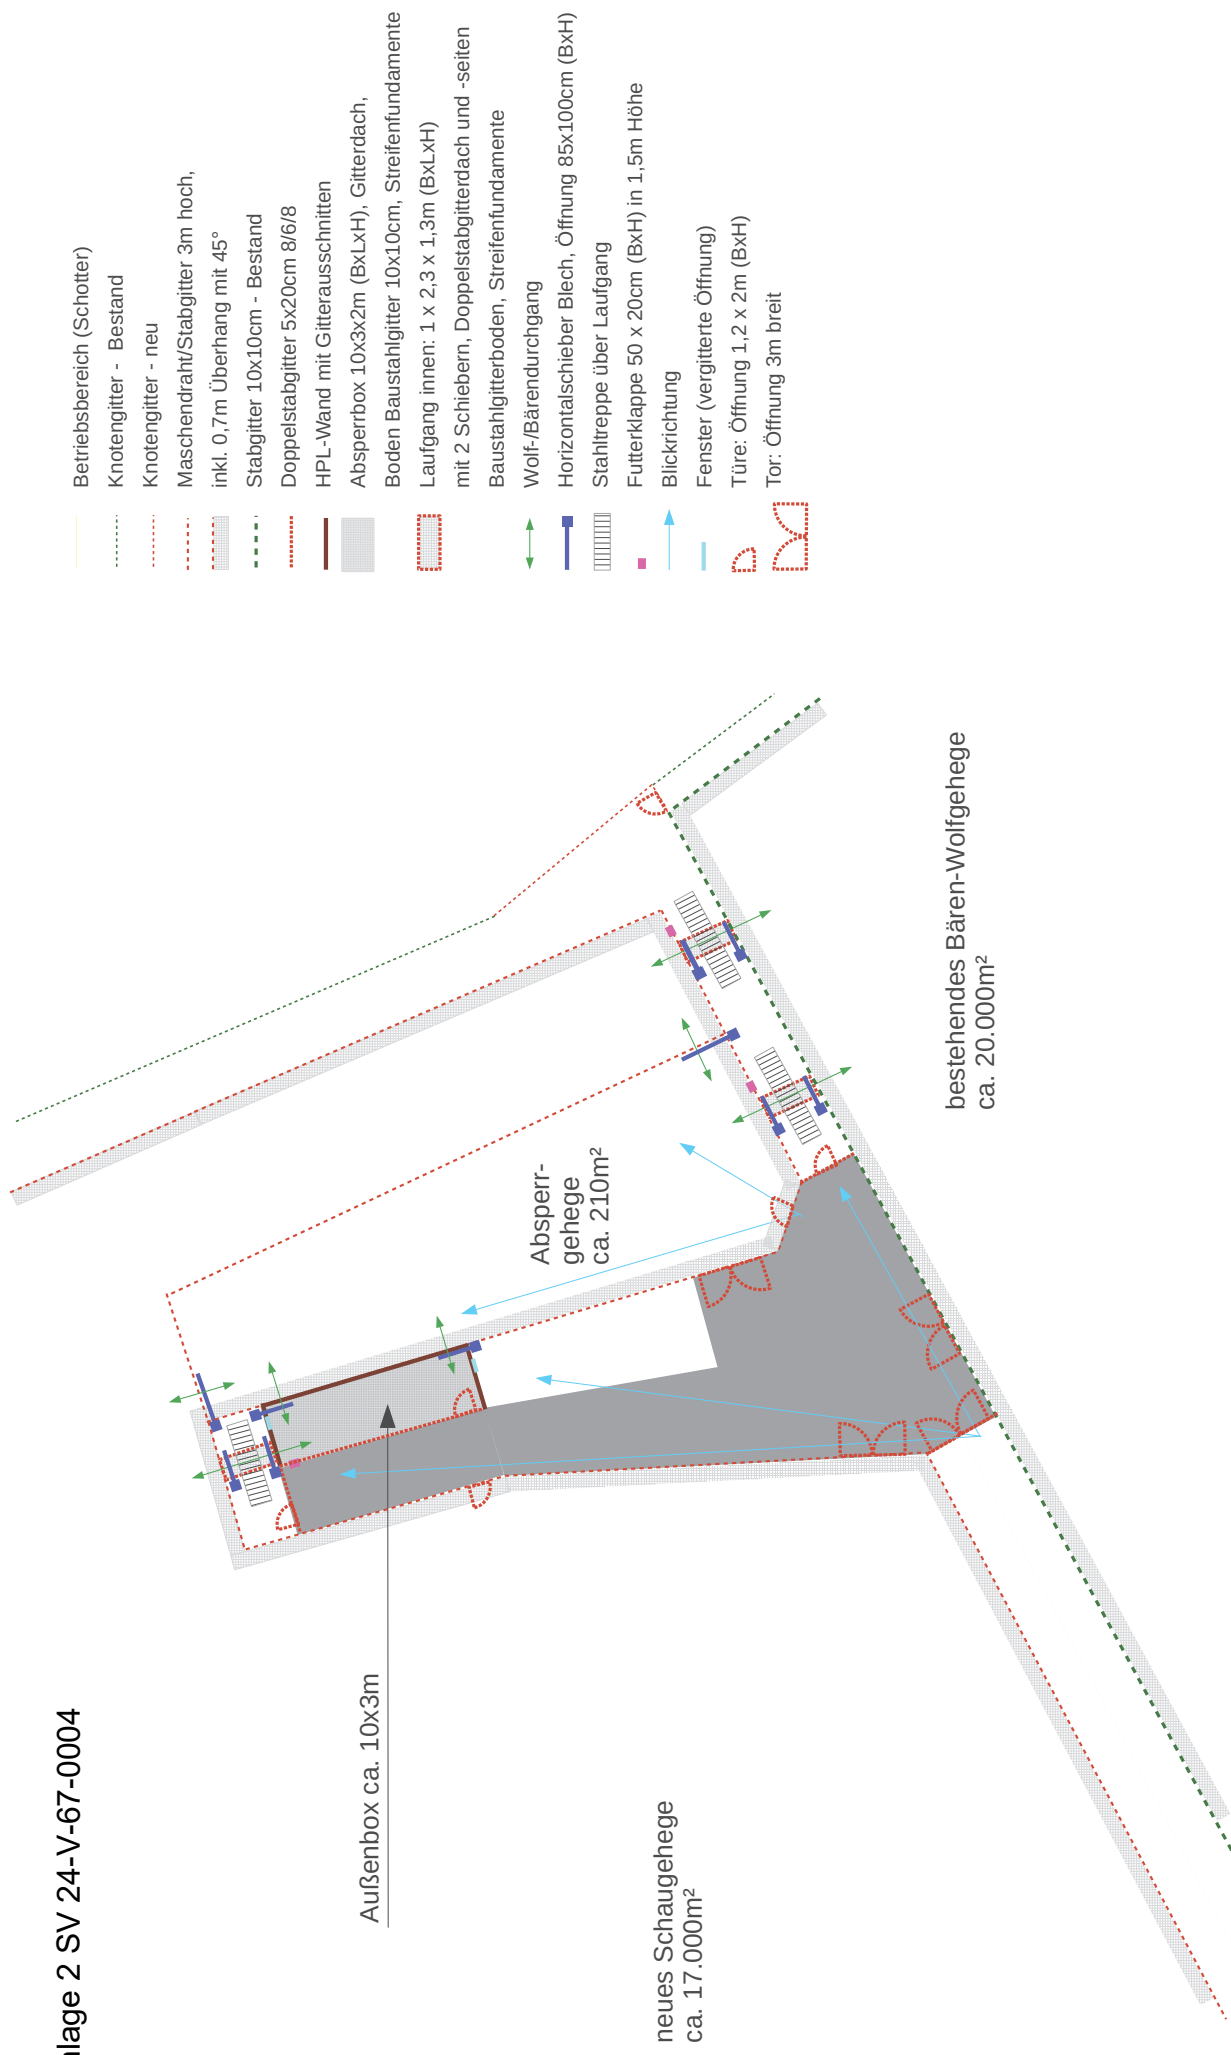 nlage 2 SV 24-V-67-0004
Außenbox ca. 10x3m
neues Schaugehege
ca. 17.000m²
Absperr-
gehege
ca. 210m²
bestehendes Bären-Wolfgehege
ca. 20.000m²
Betriebsbereich (Schotter)
Knotengitter - Bestand
Knotengitter - neu
Maschendraht/Stabgitter 3m hoch,
inkl. 0,7m Überhang mit 45°
Stabgitter 10x10cm - Bestand
Doppelstabgitter 5x20cm 8/6/8
HPL-Wand mit Gitterausschnitten
Absperrbox 10x3x2m (BxLxH), Gitterdach,
Boden Baustahlgitter 10x10cm, Streifenfundamente
Laufgang innen: 1 x 2,3 x 1,3m (BxLxH)
mit 2 Schiebern, Doppelstabgitterdach und -seiten
Baustahlgitterboden, Streifenfundamente
Wolf-/Bärendurchgang
Horizontalschieber Blech, Öffnung 85x100cm (BxH)
Stahltreppe über Laufgang
Futterklappe 50 x 20cm (BxH) in 1,5m Höhe
Blickrichtung
Fenster (vergitterte Öffnung)
Türe: Öffnung 1,2 x 2m (BxH)
Tor: Öffnung 3m breit